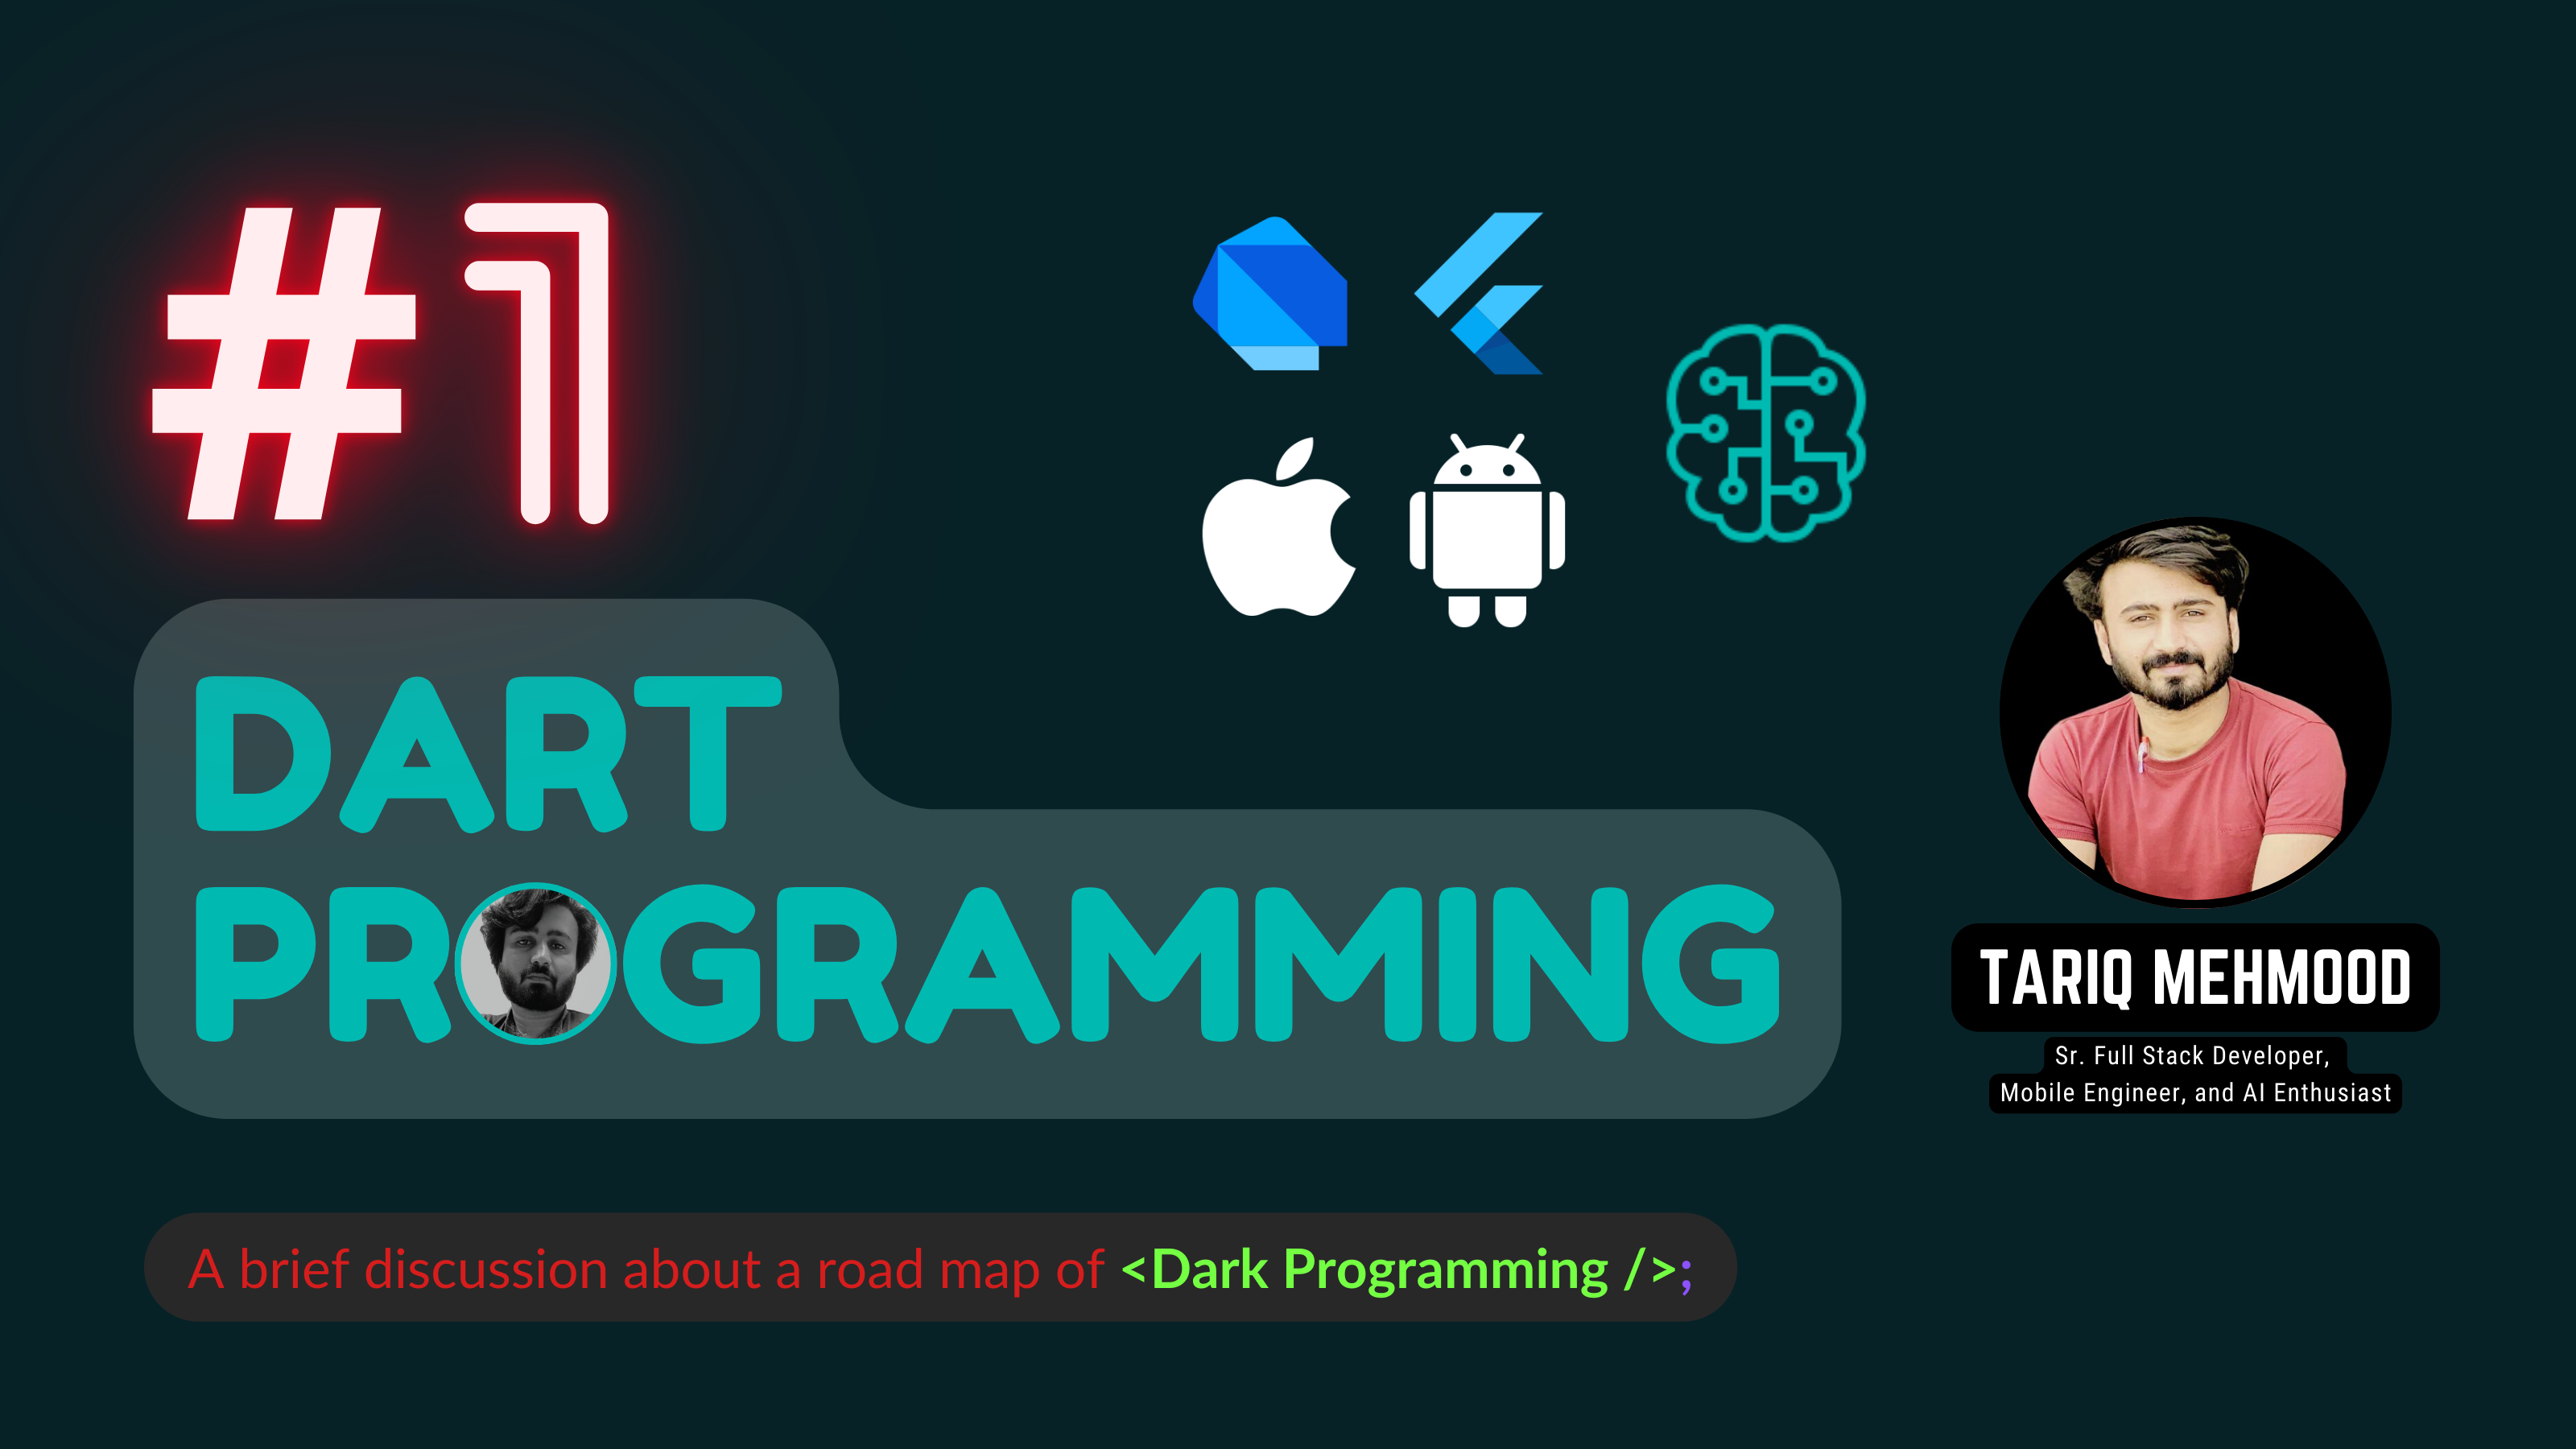 #1
DART
PROGRAMMING
TARIQ MEHMOOD
Sr. Full Stack Developer,
Mobile Engineer, and AI Enthusiast
A brief discussion about a road map of <Dark Programming />;